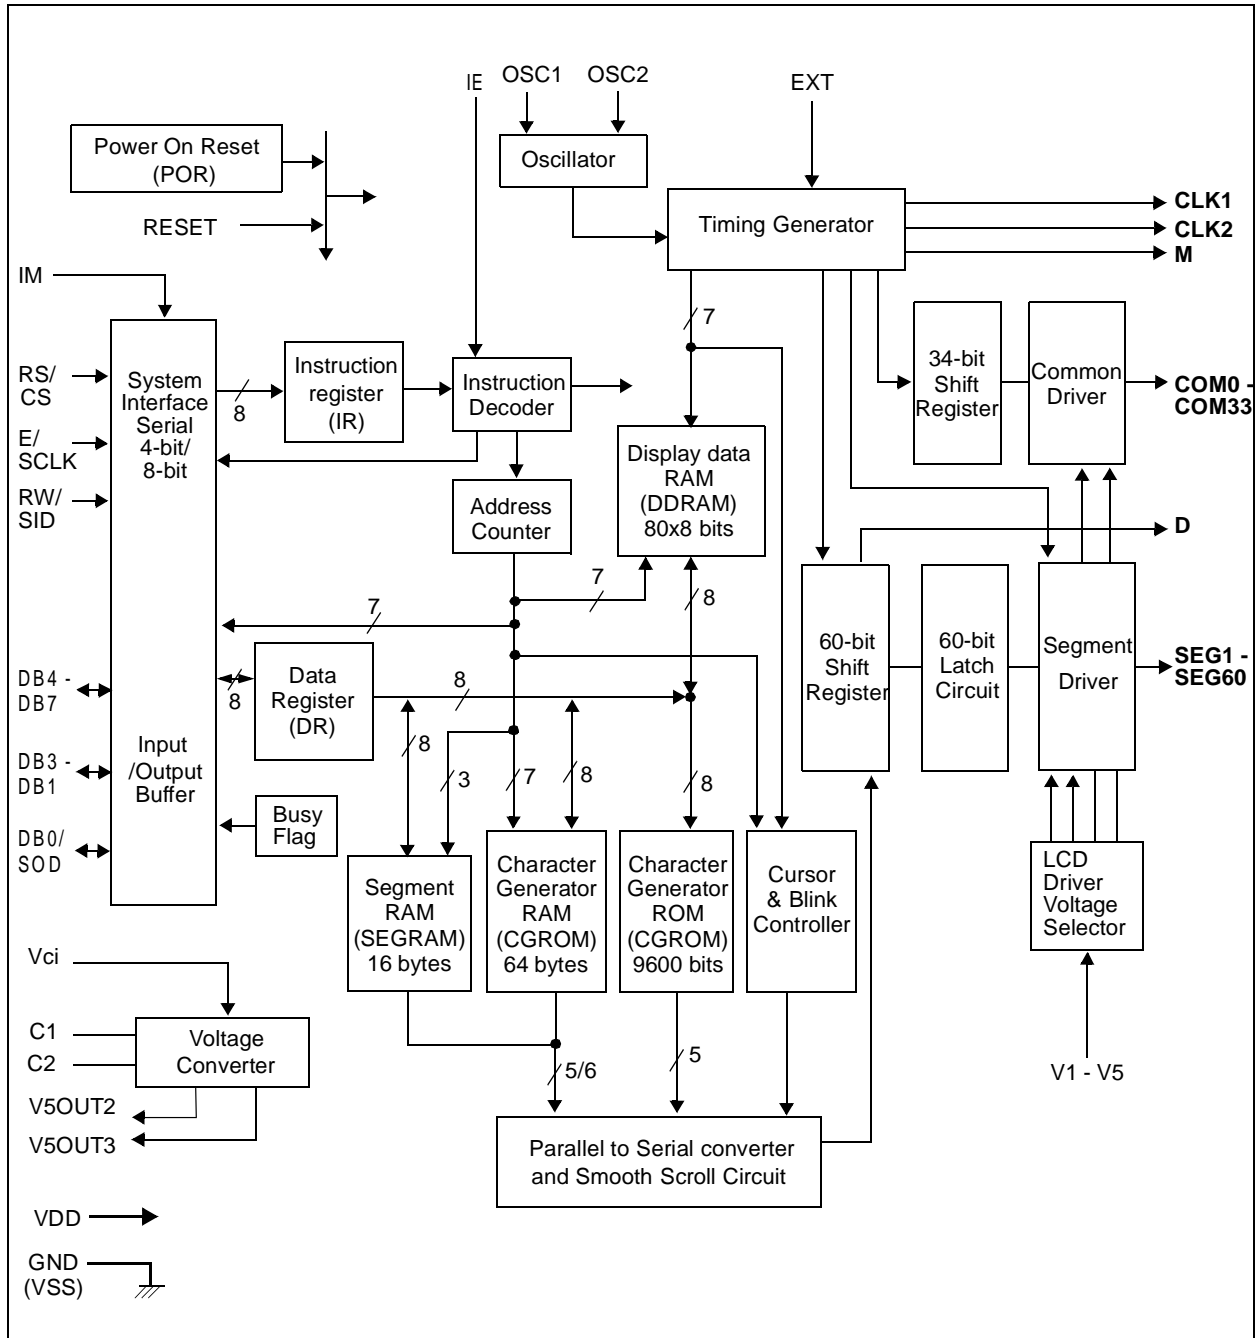 IE
OSC1
OSC2
EXT
Power On Reset
(POR)
RESET
Oscillator
Timing Generator
CLK1
CLK2
M
IM
RS/
CS
E/
SCLK
RW/
SID
System
Interface
Serial
4-bit/
8-bit
8
Instruction
register
(IR)
Instruction
Decoder
7
34-bit
Shift
Register
Common
Driver
COM0 -
COM33
Address
Counter
Display data
RAM
(DDRAM)
80x8 bits
D
7
8
7
60-bit
Shift
Register
60-bit
Latch
Circuit
Segment
Driver
SEG1 -
SEG60
DB4 -
DB7
8
Data
Register
(DR)
8
DB3 -
DB1
Input
/Output
Buffer
8
3
7
8
8
DB0/
SOD
Busy
Flag
Segment
RAM
(SEGRAM)
16 bytes
Character
Generator
RAM
(CGROM)
64 bytes
Character
Generator
ROM
(CGROM)
9600 bits
Cursor
& Blink
Controller
LCD
Driver
Voltage
Selector
Vci
C1
C2
Voltage
Converter
5/6
5
V1 - V5
V5OUT2
V5OUT3
Parallel to Serial converter
and Smooth Scroll Circuit
VDD
GND
(VSS)